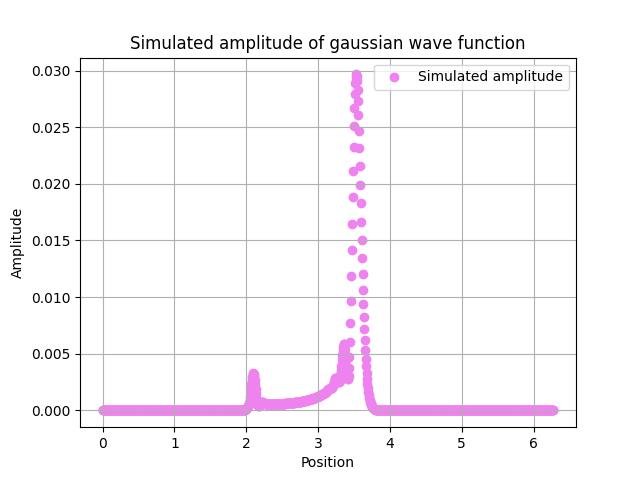 Simulated amplitude of gaussian wave function
Simulated amplitude
0.030
0.025
0.020
0.015
0.010
0.005
0.000
Amplitude
0 1 2 3 4 5 6
Position